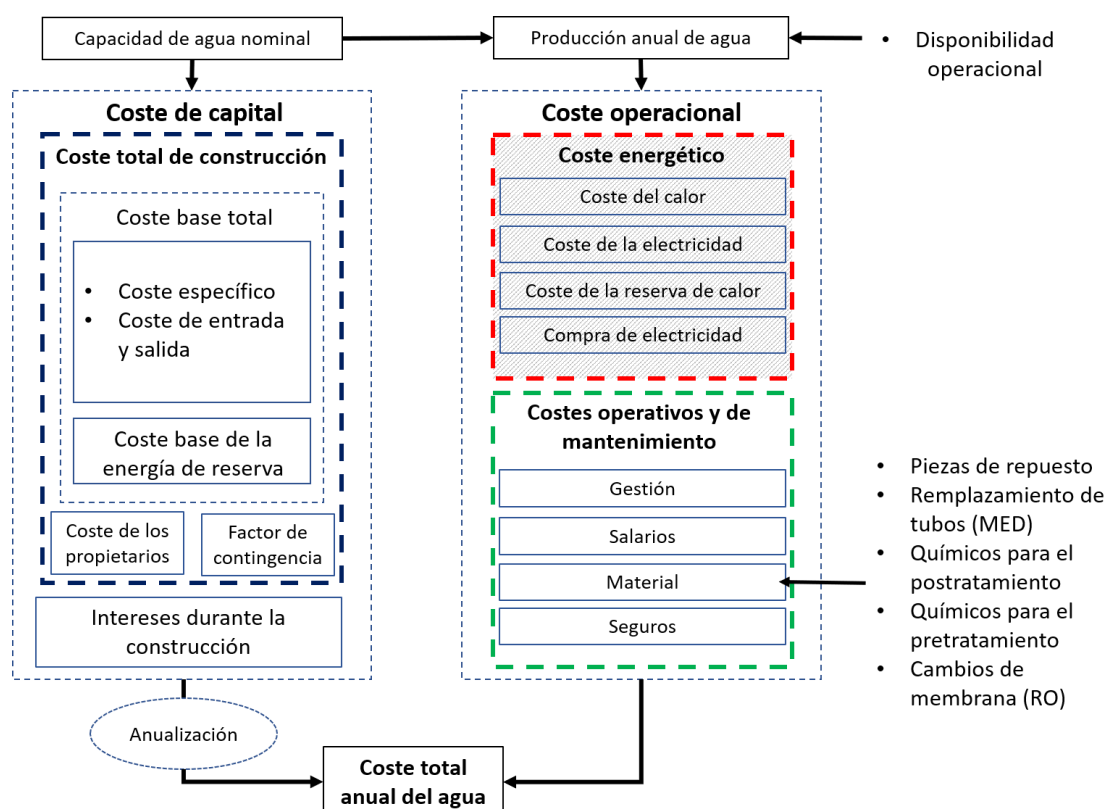 Capacidad de agua nominal
Producción anual de agua
• Disponibilidad
operacional
Coste de capital
Coste total de construcción
Coste base total
• Coste específico
• Coste de entrada
y salida
Coste base de la
energía de reserva
Coste de los
propietarios
Factor de
contingencia
Intereses durante la
construcción
Anualización
Coste operacional
Coste energético
Coste del calor
Coste de la electricidad
Coste de la reserva de calor
Compra de electricidad
Costes operativos y de
mantenimiento
Gestión
Salarios
Material
Seguros
• Piezas de repuesto
• Remplazamiento de
tubos (MED)
• Químicos para el
postratamiento
• Químicos para el
pretratamiento
• Cambios de
membrana (RO)
Coste total
anual del agua